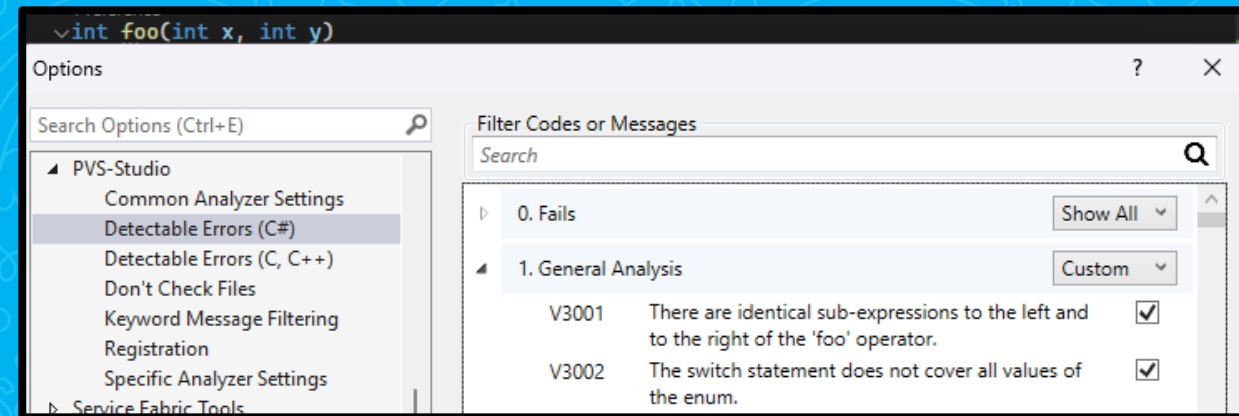 int foo(int x, int y)
Options
?
Search Options (Ctrl+E)
PVS-Studio
Common Analyzer Settings
Detectable Errors (C#)
Detectable Errors (C, C++)
Don't Check Files
Keyword Message Filtering
Registration
Specific Analyzer Settings
Service Fabric Tools
Filter Codes or Messages
Search
0. Fails
Show All
1. General Analysis
Custom
V3001
There are identical sub-expressions to the left and
to the right of the 'foo' operator.
V3002
The switch statement does not cover all values of
the enum.